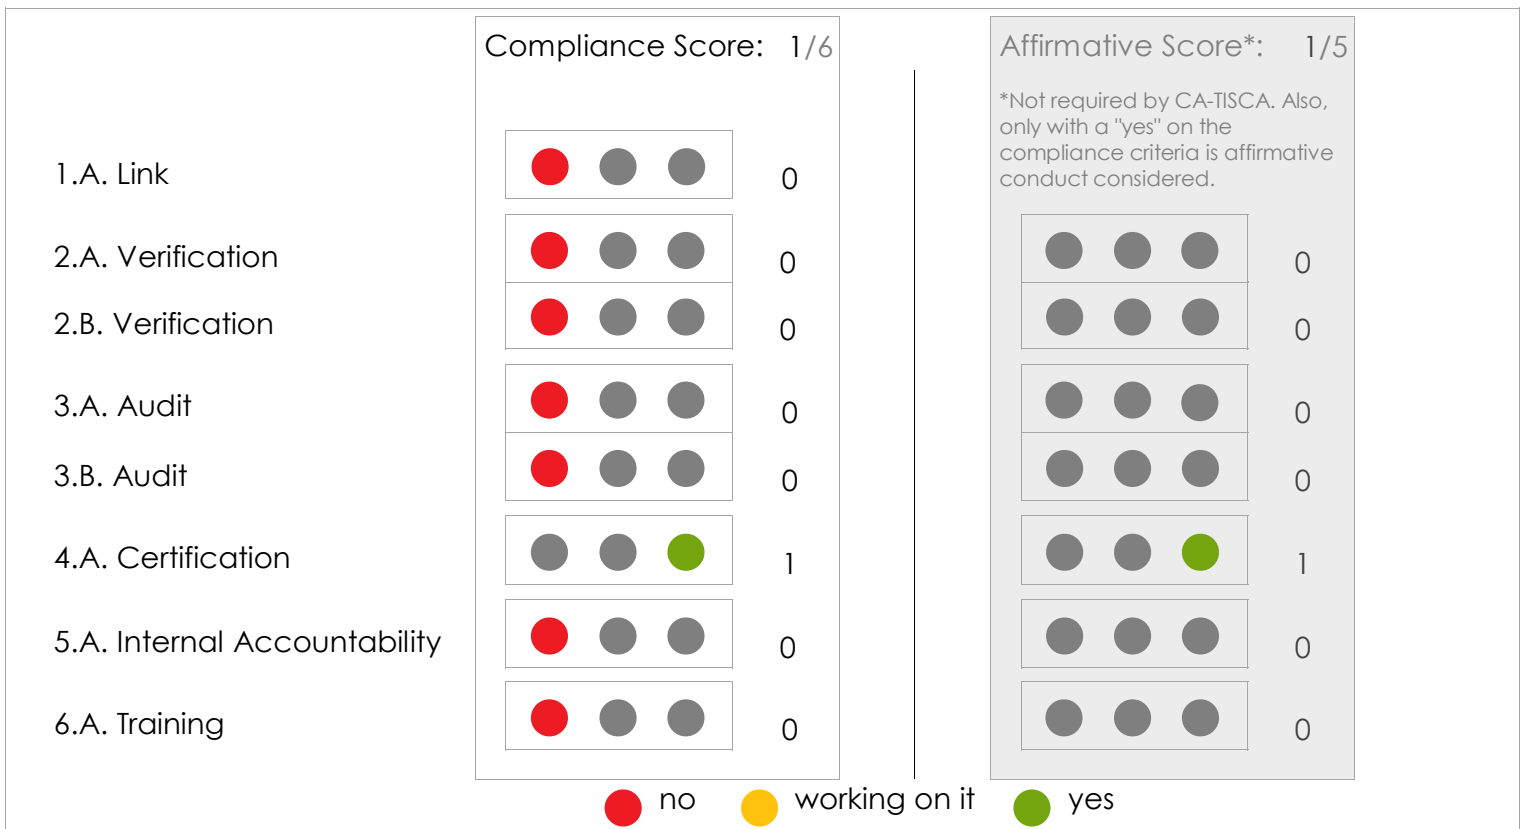 Compliance Score: 1/6
Affirmative Score*: 1/5
*Not required by CA-TISCA. Also,
only with a "yes" on the
compliance criteria is affirmative
conduct considered.
1.A. Link 0
2.A. Verification 0 0
2.B. Verification 0 0
3.A. Audit 0 0
3.B. Audit 0 0
4.A. Certification 1 1
5.A. Internal Accountability 0 0
6.A. Training 0 0
no working on it yes